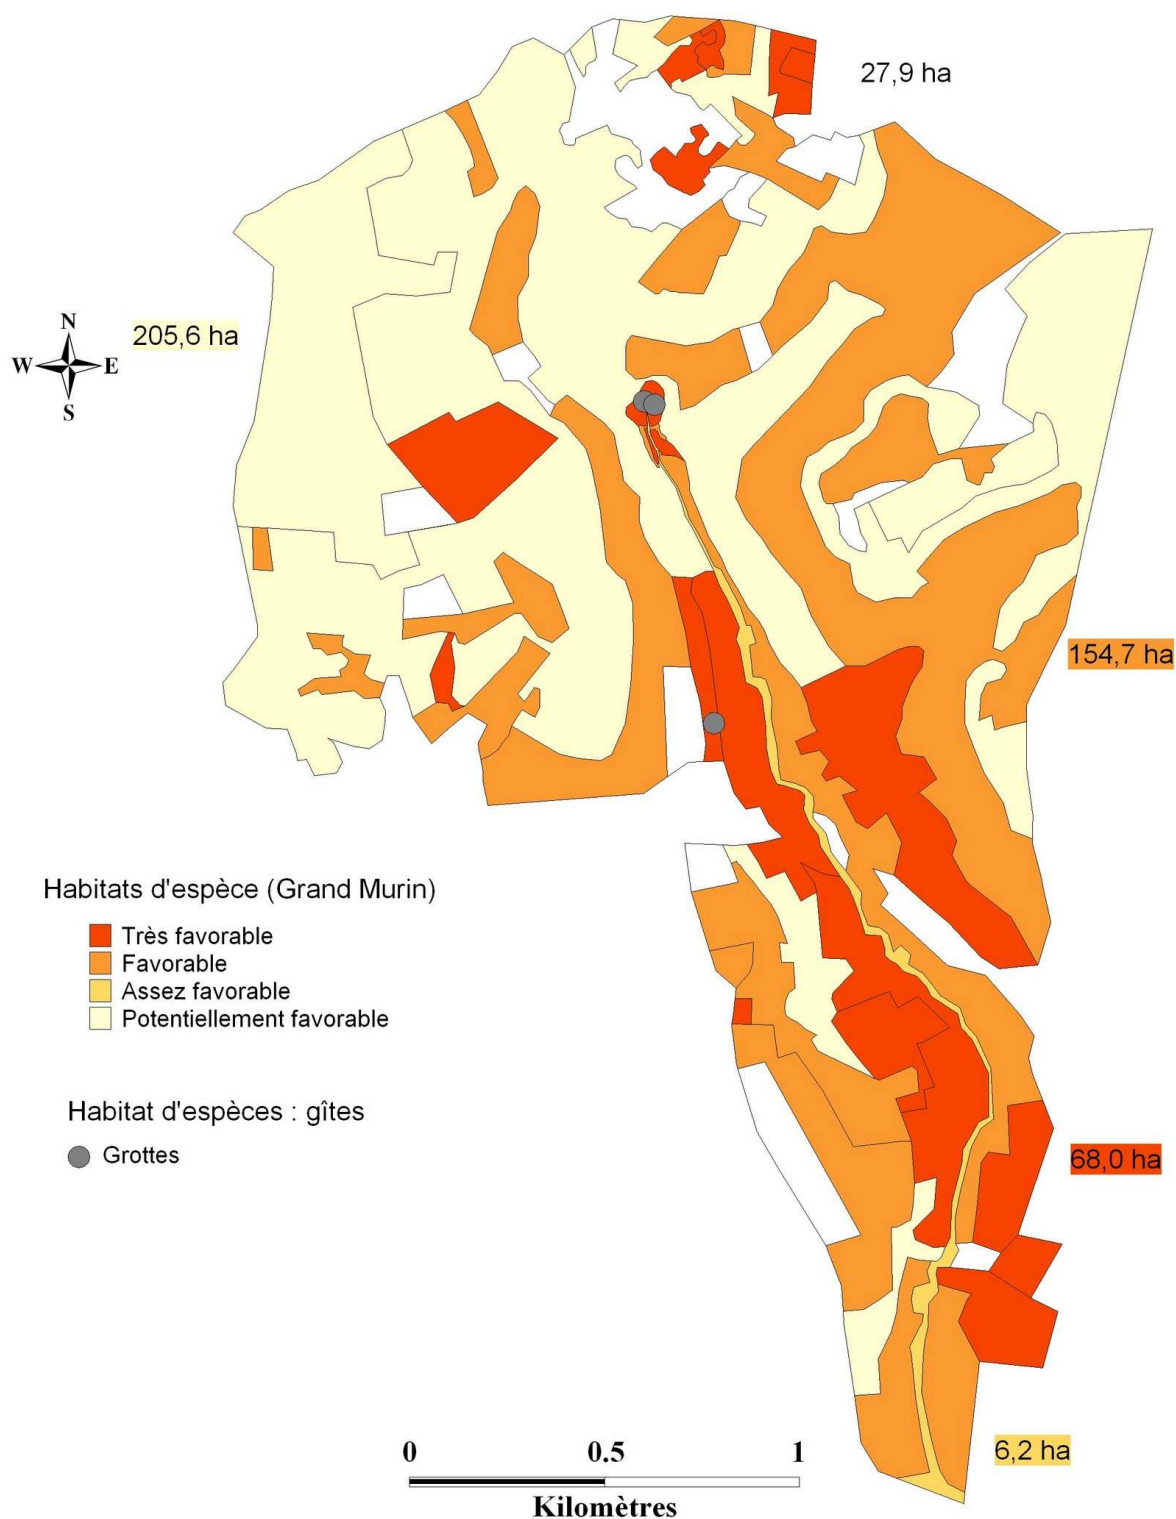 27,9 ha
N
W E
S
205,6 ha
154,7 ha
Habitats d'espèce (Grand Murin)
Très favorable
Favorable
Assez favorable
Potentiellement favorable
Habitat d'espèces : gîtes
Grottes
68,0 ha
6,2 ha
0 0.5 1
Kilomètres